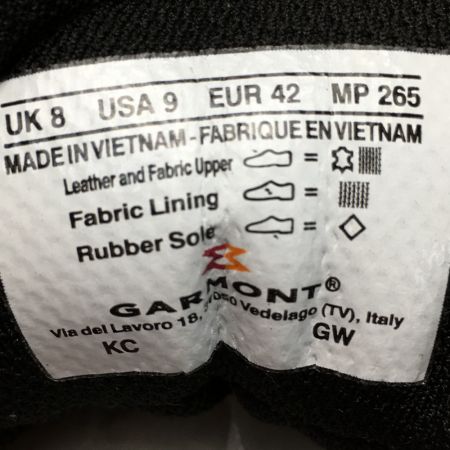 UK 8 USA 9 EUR 42 MP 265
MADE IN VIETNAM - FABRIQUE EN VIETNAM
Leather and Fabric Upper =
Fabric Lining =
Rubber Sole =
GARMONT®
Via del Lavoro 18, Vedelago (TV), Italy
KC GW